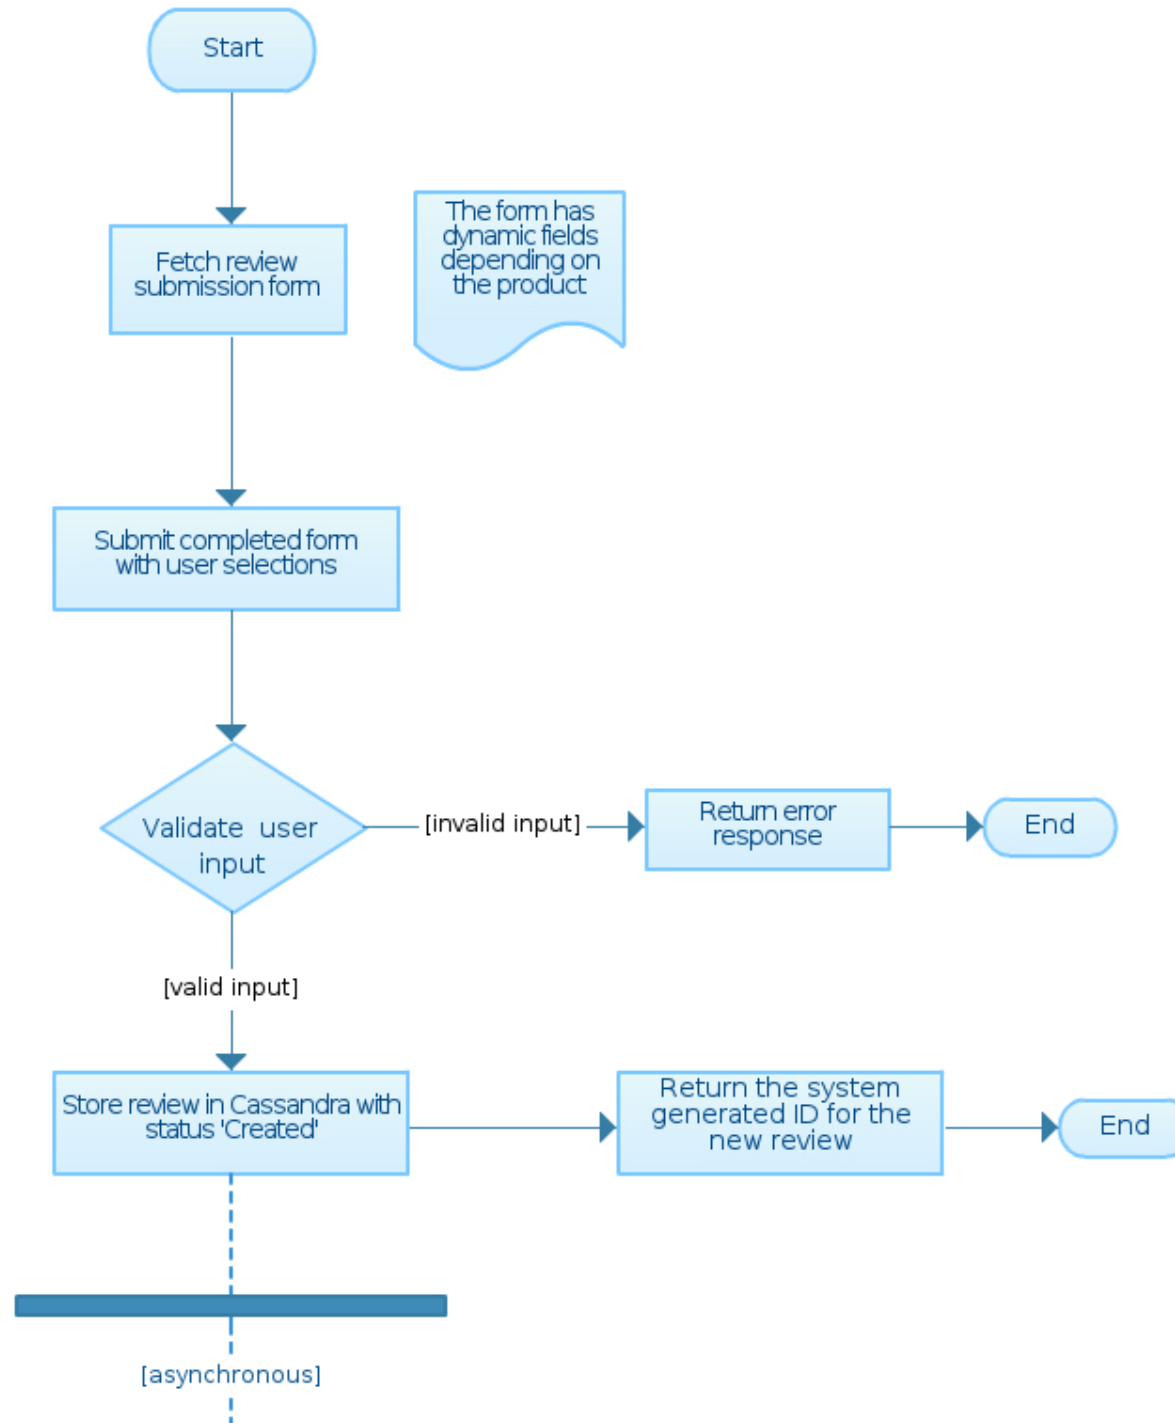 Start
Fetch review
submission form
The form has
dynamic fields
depending on
the product
Submit completed form
with user selections
Validate user
input
[invalid input]
Return error
response
End
[valid input]
Store review in Cassandra with
status 'Created'
Return the system
generated ID for the
new review
End
[asynchronous]